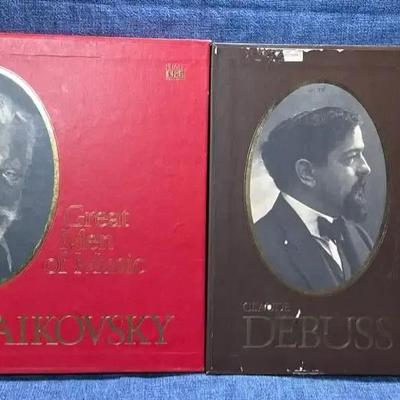 Great
Men
of Music
AIKOVSKY
CLAUDE
DEBUSS